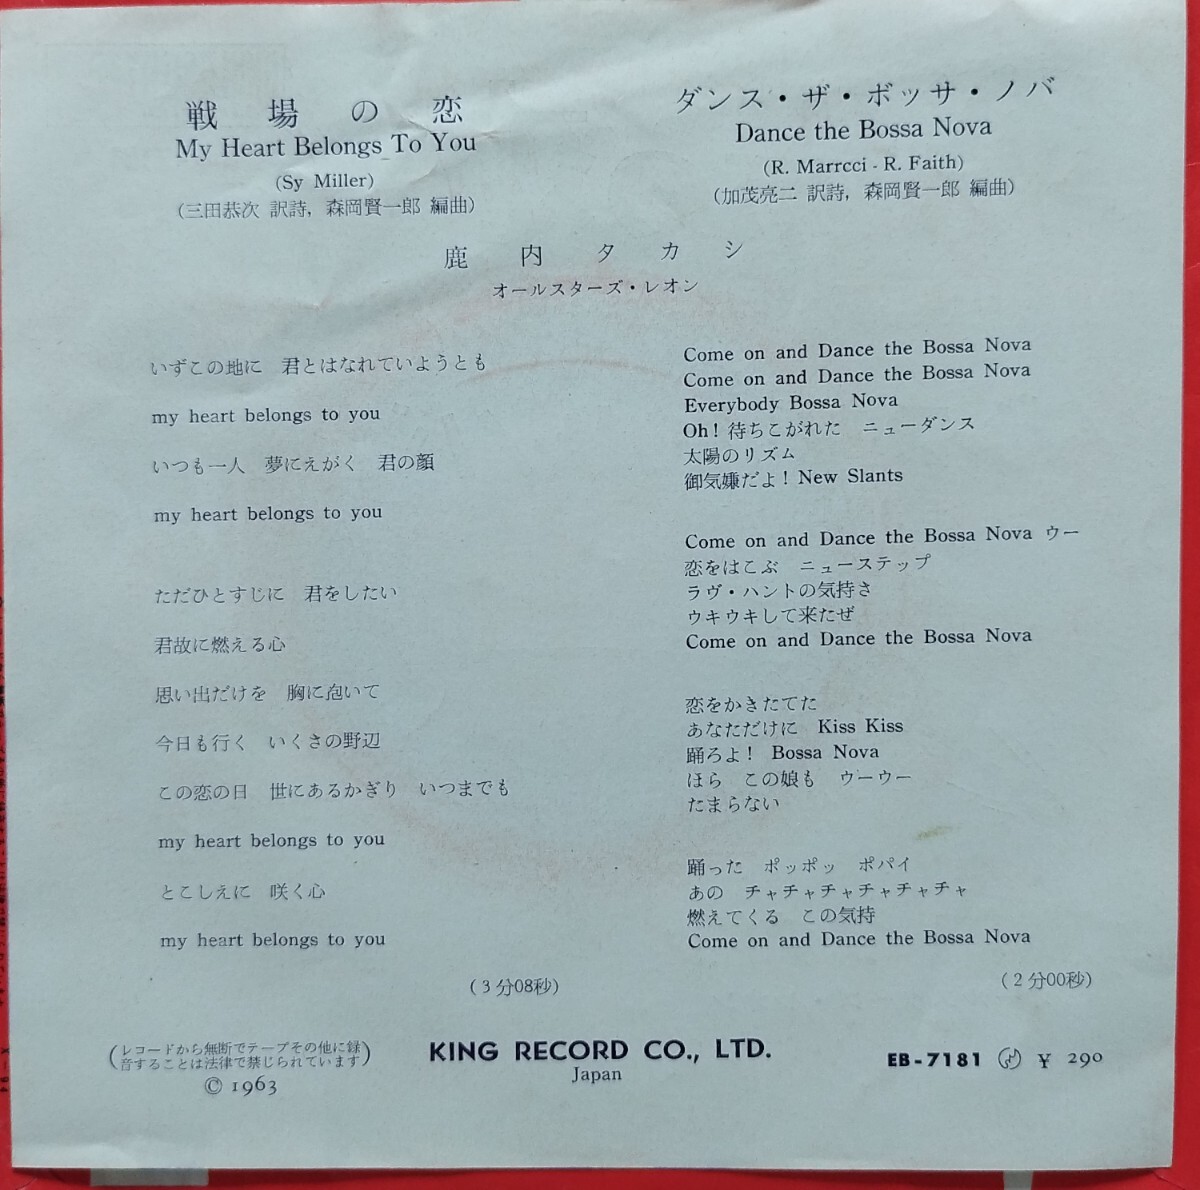 戦場の恋
My Heart Belongs To You
(Sy Miller)
(三田恭次 訳詩, 森岡賢一郎 編曲)
ダンス・ザ・ボッサ・ノバ
Dance the Bossa Nova
(R. Marrcci - R. Faith)
(加茂亮二 訳詩, 森岡賢一郎 編曲)
鹿内タカシ
オールスターズ・レオン
いずこの地に 君とはなれていようとも
my heart belongs to you
いつも一人 夢にえがく 君の顔
my heart belongs to you
ただひとすじに 君をしたい
君故に燃える心
思い出だけを 胸に抱いて
今日も行く いくさの野辺
この恋の日 世にあるかぎり いつまでも
my heart belongs to you
とこしえに 咲く心
my heart belongs to you
(3分08秒)
Come on and Dance the Bossa Nova
Come on and Dance the Bossa Nova
Everybody Bossa Nova
Oh! 待ちこがれた ニューダンス
太陽のリズム
御気嫌だよ! New Slants
Come on and Dance the Bossa Nova ウー
恋をはこぶ ニューステップ
ラヴ・ハントの気持さ
ウキウキして来たぜ
Come on and Dance the Bossa Nova
恋をかきたてた
あなただけに Kiss Kiss
踊ろよ! Bossa Nova
ほら この娘も ウーウー
たまらない
踊った ポッポッ ポパイ
あの チャチャチャチャチャチャ
燃えてくる この気持
Come on and Dance the Bossa Nova
(2分00秒)
(レコードから無断でテープその他に録
音することは法律で禁じられています)
© 1963
KING RECORD CO., LTD.
Japan
EB-7181 ¥ 290